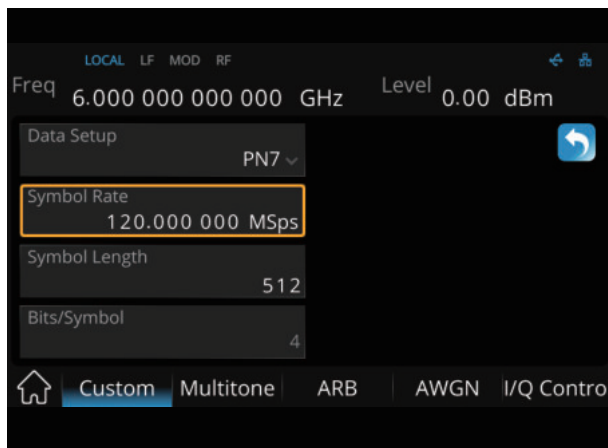 LOCAL LF MOD RF
Freq 6.000 000 000 000 GHz Level 0.00 dBm
Data Setup
PN7
Symbol Rate
120.000 000 MSps
Symbol Length
512
Bits/Symbol
4
Custom Multitone ARB AWGN I/Q Contro